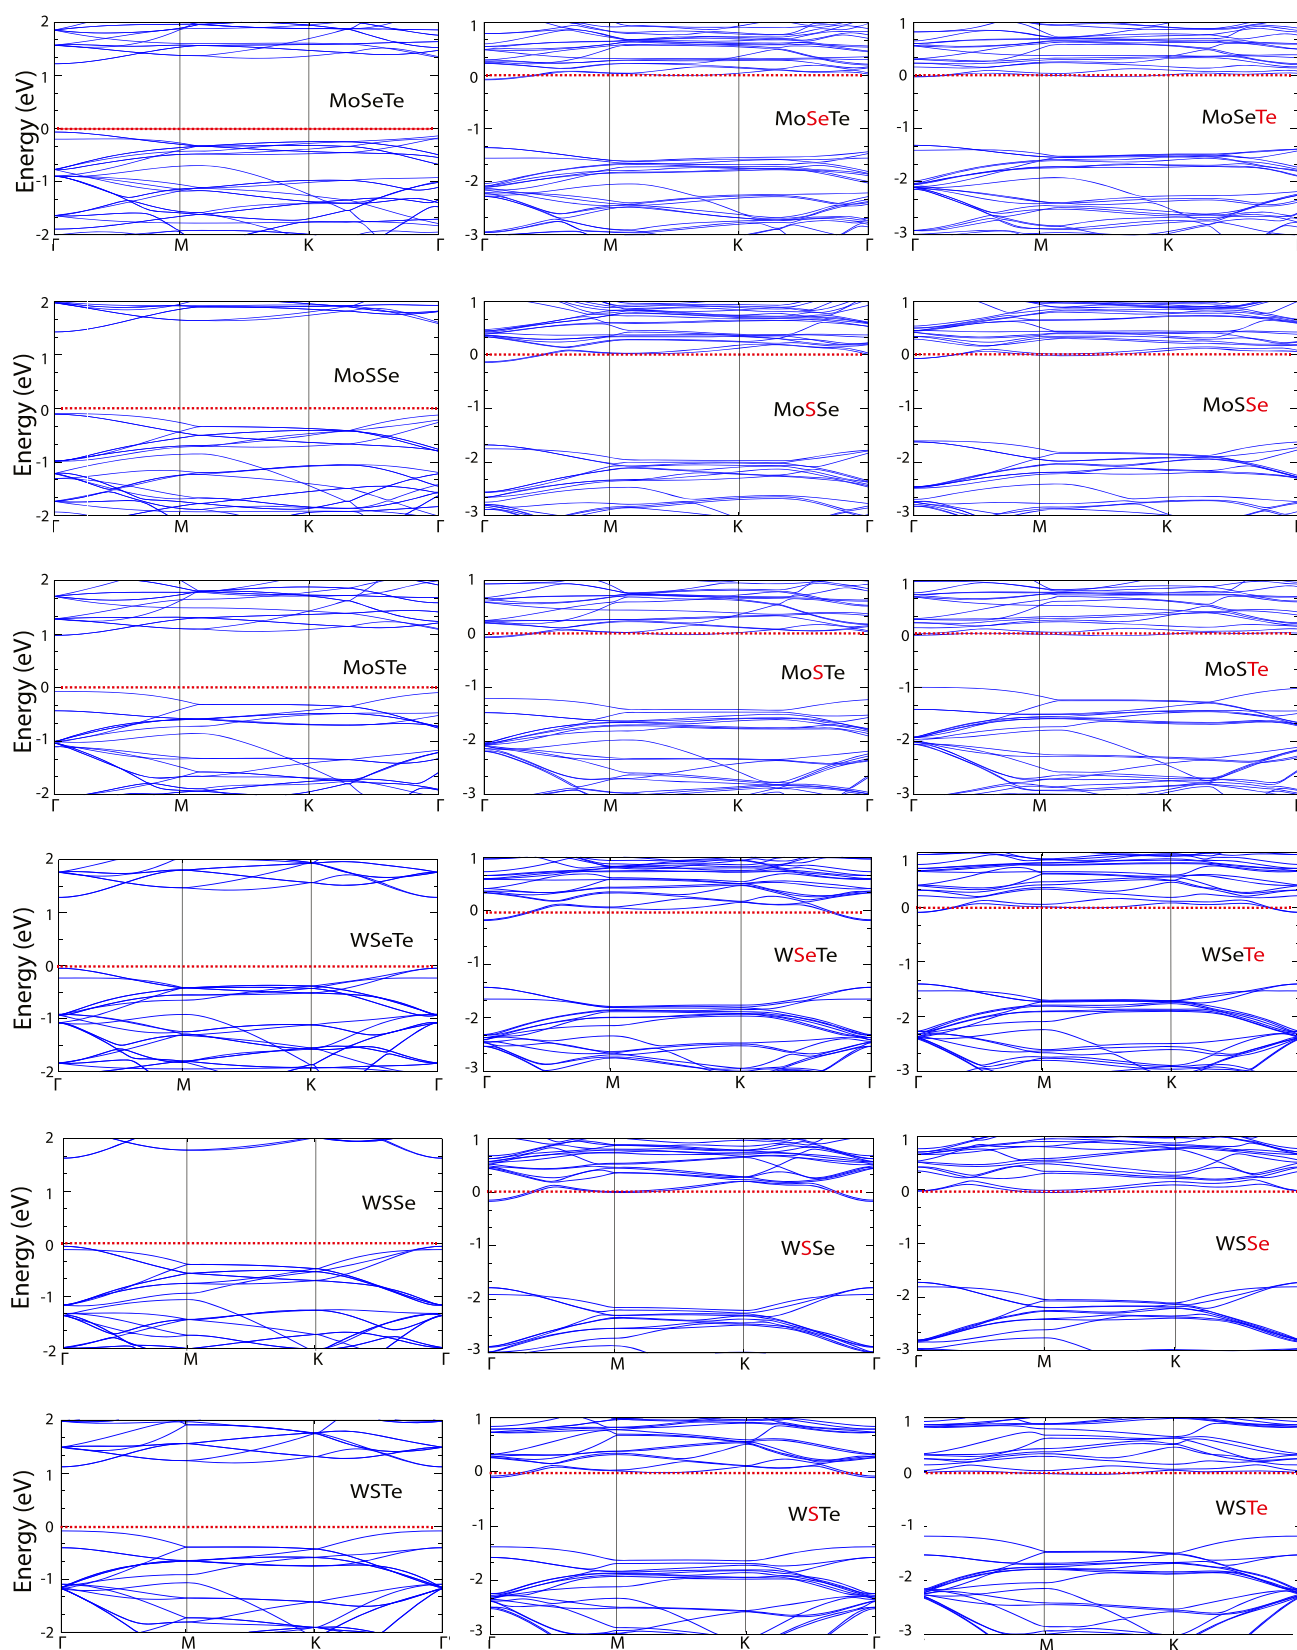 2 1 1
Energy (eV) 1 0 0
MoSeTe MoSeTe MoSeTe
0 -1 -1
-1 -2 -2
-2 -3 -3
Γ M K Γ Γ M K Γ Γ M K
2 1 1
Energy (eV) 1 0 0
MoSSe MoSSe MoSSe
0 -1 -1
-1 -2 -2
-2 -3 -3
Γ M K Γ Γ M K Γ Γ M K
2 1 1
Energy (eV) 1 0 0
MoSTe MoSTe MoSTe
0 -1 -1
-1 -2 -2
-2 -3 -3
Γ M K Γ Γ M K Γ Γ M K
2 1 1
Energy (eV) 1 0 0
WSeTe WSeTe WSeTe
0 -1 -1
-1 -2 -2
-2 -3 -3
Γ M K Γ Γ M K Γ Γ M K Γ
2 1 1
Energy (eV) 1 0 0
WSSe WSSe WSSe
0 -1 -1
-1 -2 -2
-2 -3 -3
Γ M K Γ Γ M K Γ Γ M K
2 1 1
Energy (eV) 1 0 0
WSTe WSTe WSTe
0 -1 -1
-1 -2 -2
-2 -3 -3
Γ M K Γ Γ M K Γ M K